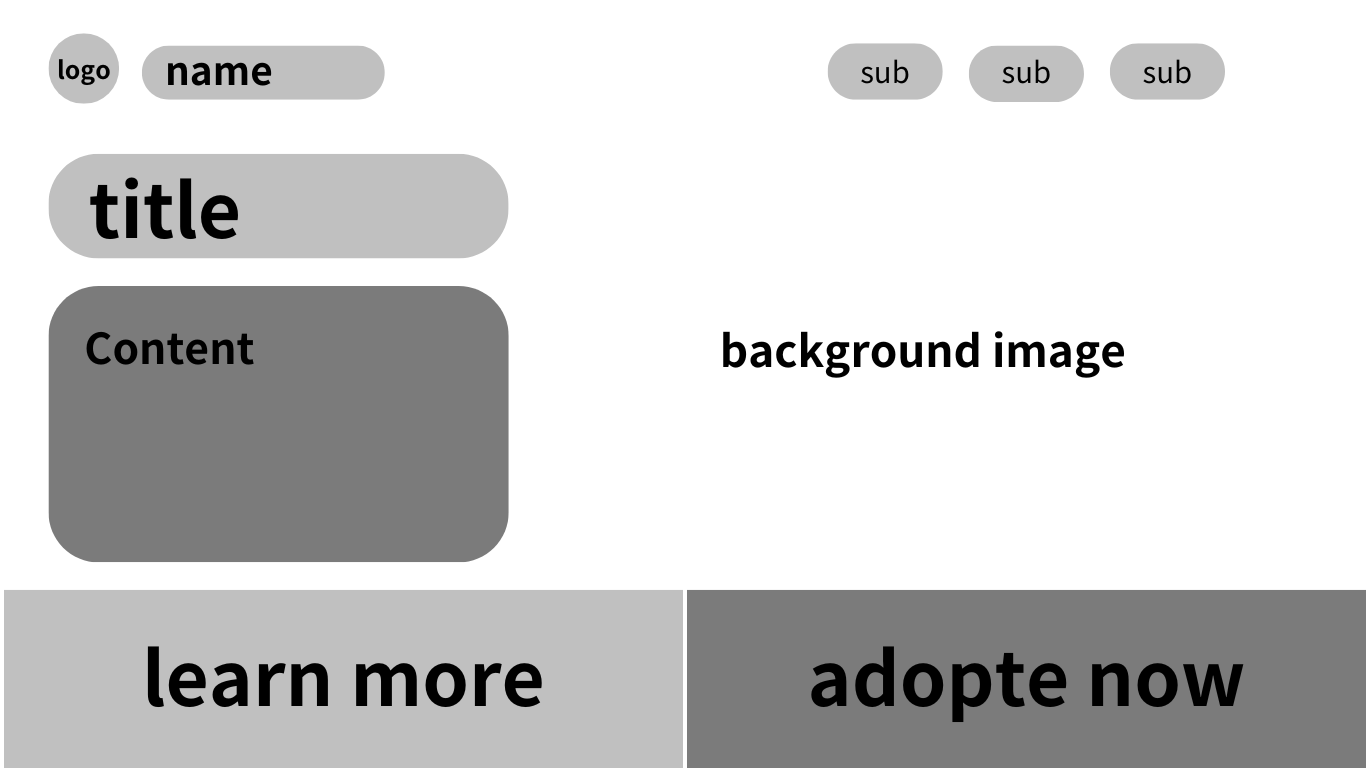 logo
name
sub
sub
sub
title
Content
background image
learn more
adopte now